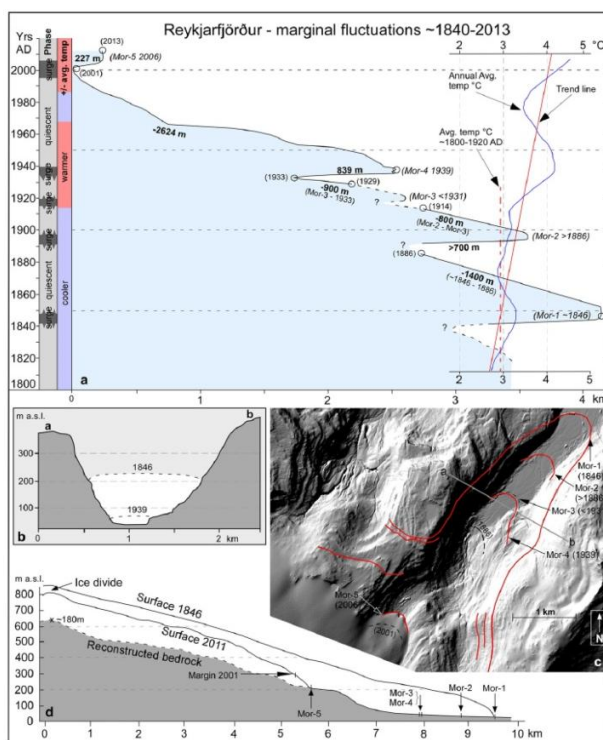 Reykjarfjörður - marginal fluctuations ~1840-2013
Yrs
AD
Phase
+/- avg. temp
2 3 4 5 °C
(2013)
227 m
(Mor-5 2006)
(2001)
2000
1980
1960
1940
1920
1900
1880
1860
1840
1820
1800
surge
quiescent
surge
surge
surge
quiescent
surge
warmer
cooler
Annual Avg.
temp °C
Trend line
Avg. temp °C
~1800-1920 AD
-2624 m
839 m
(Mor-4 1939)
(1933)
(1929)
-900 m
(Mor-3 - 1933)
(Mor-3 <1931)
?
(1914)
-800 m
(Mor-2 - Mor-3)
(Mor-2 >1886)
?
>700 m
(1886)
-1400 m
(~1846 - 1886)
(Mor-1 ~1846)
?
2 3 4 5
a
0 1 2 3 4 km
m a.s.l.
a
b
300
200
100
1846
1939
0 1 2 km
b
a
b
Mor-1
(1846)
Mor-2
(>1886)
Mor-3
Mor-4
(1939)
(1886)
Mor-5
(2001)
1 km
N
c
m a.s.l.
800
700
600
500
400
300
200
100
0
Ice divide
~180m
Surface 1846
Surface 2011
Reconstructed bedrock
Margin 2001
Mor-5
Mor-3
Mor-4
Mor-2
Mor-1
d
0 1 2 3 4 5 6 7 8 9 10 km